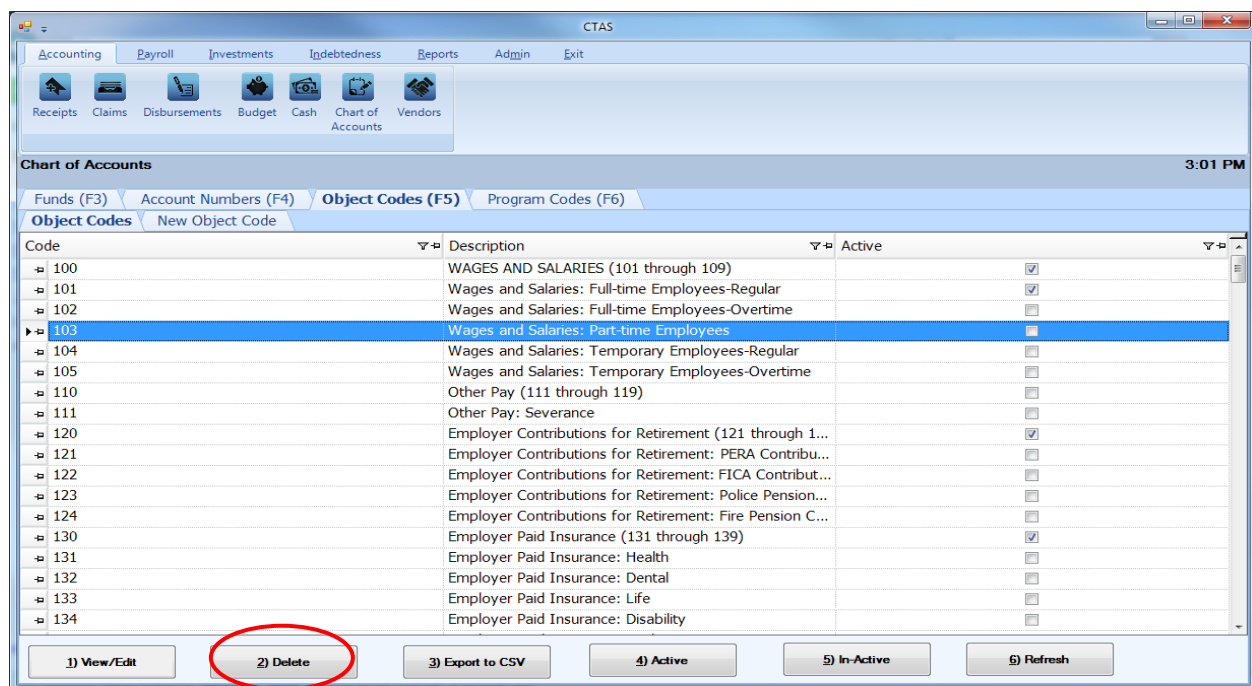 CTAS
Accounting Payroll Investments Indebtedness Reports Admin Exit
Receipts Claims Disbursements Budget Cash Chart of Accounts Vendors
Chart of Accounts 3:01 PM
Funds (F3) Account Numbers (F4) Object Codes (F5) Program Codes (F6)
Object Codes New Object Code
Code Description Active
100 WAGES AND SALARIES (101 through 109)
101 Wages and Salaries: Full-time Employees-Regular
102 Wages and Salaries: Full-time Employees-Overtime
103 Wages and Salaries: Part-time Employees
104 Wages and Salaries: Temporary Employees-Regular
105 Wages and Salaries: Temporary Employees-Overtime
110 Other Pay (111 through 119)
111 Other Pay: Severance
120 Employer Contributions for Retirement (121 through 1...
121 Employer Contributions for Retirement: PERA Contribu...
122 Employer Contributions for Retirement: FICA Contribut...
123 Employer Contributions for Retirement: Police Pension...
124 Employer Contributions for Retirement: Fire Pension C...
130 Employer Paid Insurance (131 through 139)
131 Employer Paid Insurance: Health
132 Employer Paid Insurance: Dental
133 Employer Paid Insurance: Life
134 Employer Paid Insurance: Disability
1) View/Edit 2) Delete 3) Export to CSV 4) Active 5) In-Active 6) Refresh